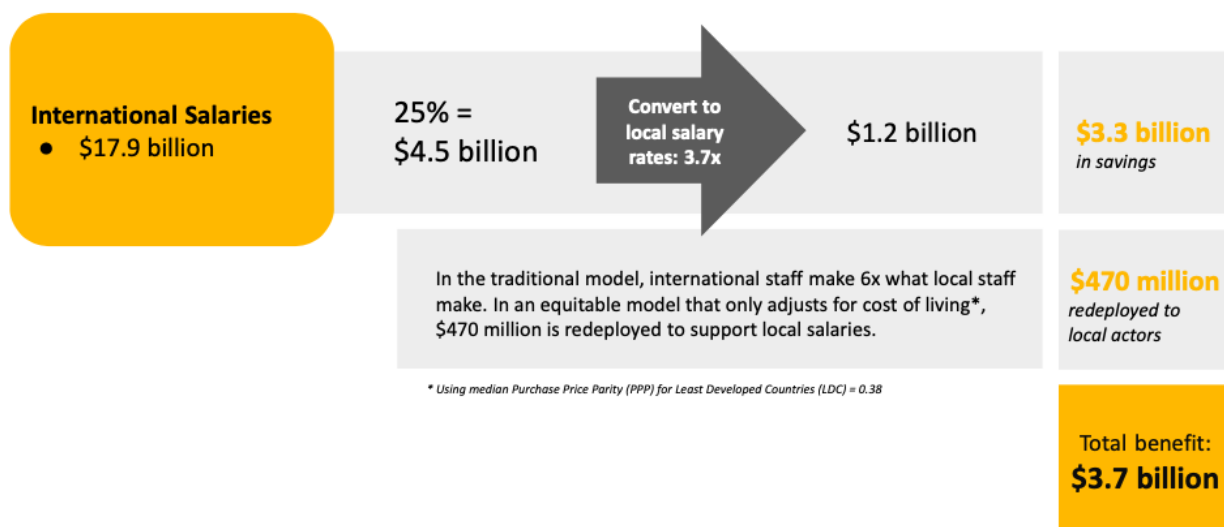 International Salaries
• $17.9 billion
25% =
$4.5 billion
Convert to
local salary
rates: 3.7x
$1.2 billion
$3.3 billion
in savings
In the traditional model, international staff make 6x what local staff
make. In an equitable model that only adjusts for cost of living*,
$470 million is redeployed to support local salaries.
$470 million
redeployed to
local actors
* Using median Purchase Price Parity (PPP) for Least Developed Countries (LDC) = 0.38
Total benefit:
$3.7 billion